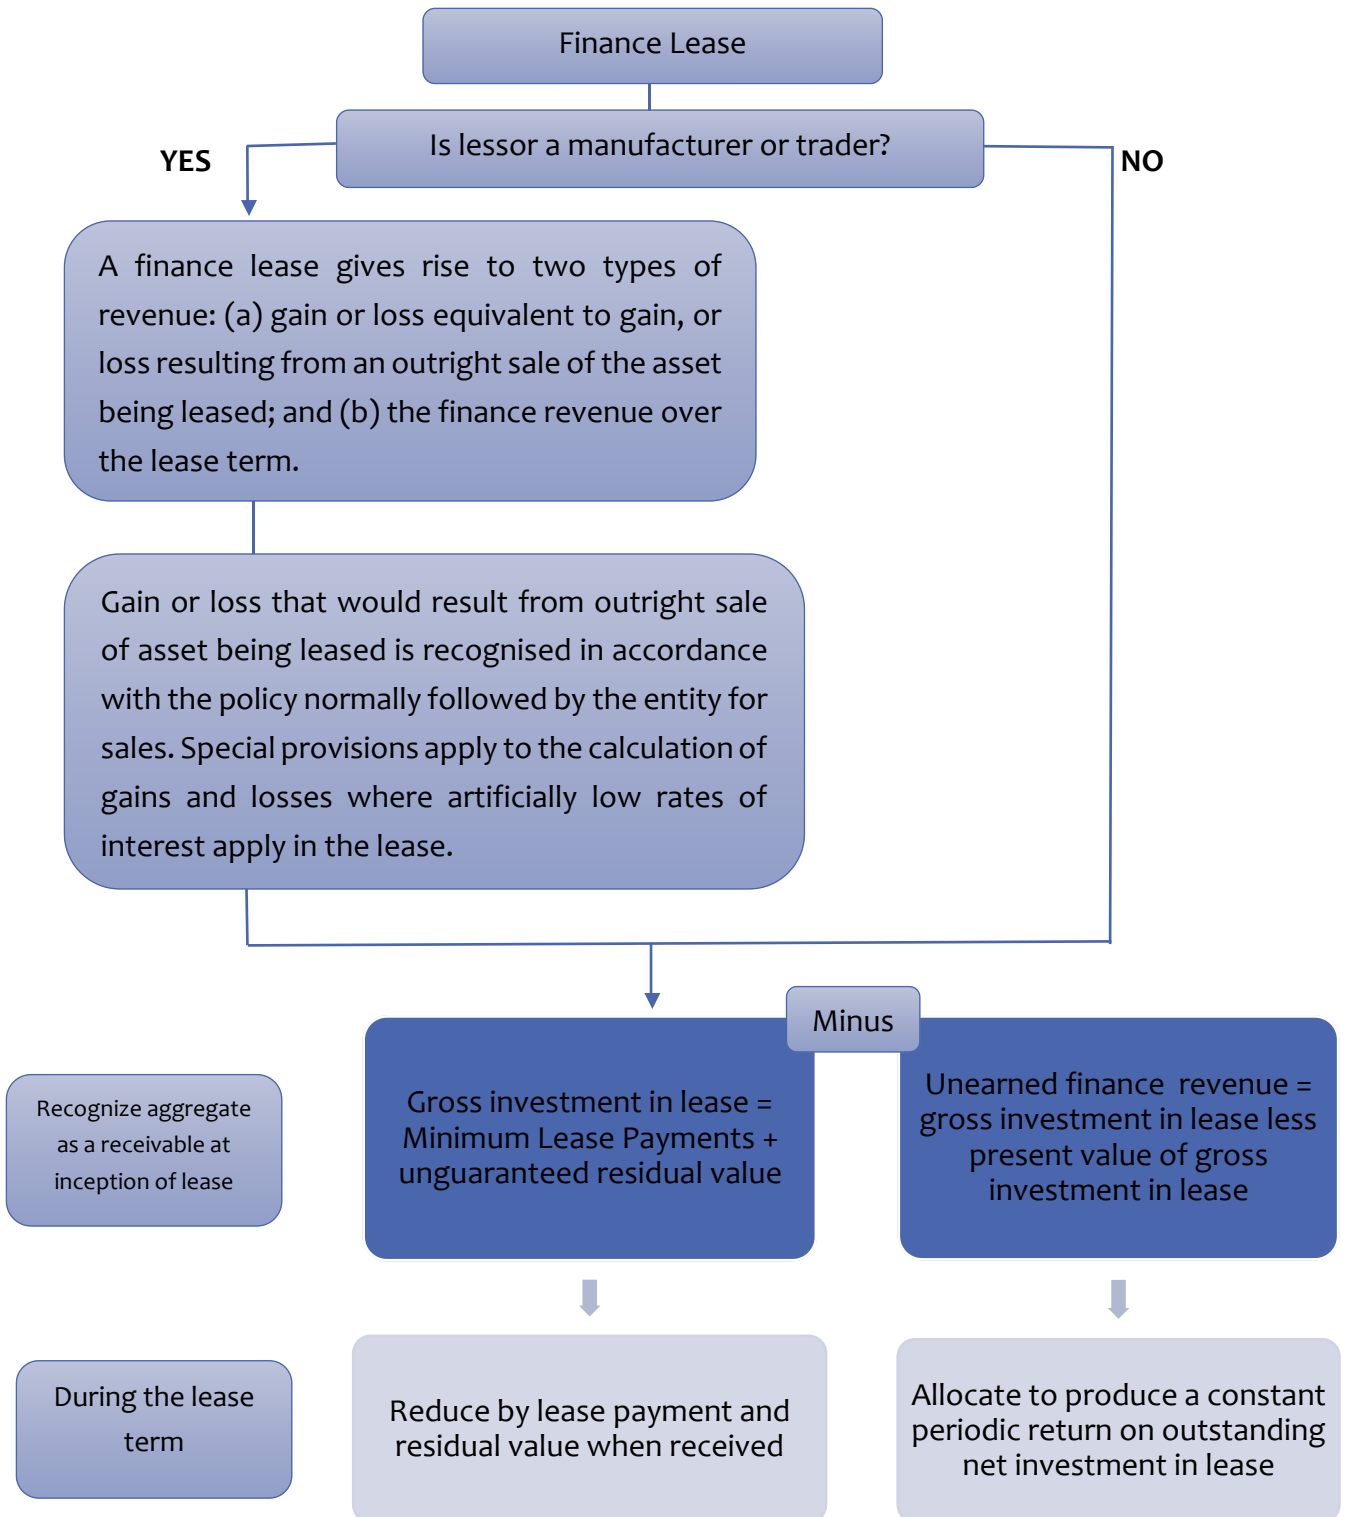 Finance Lease
Is lessor a manufacturer or trader?
YES
NO
A finance lease gives rise to two types of
revenue: (a) gain or loss equivalent to gain, or
loss resulting from an outright sale of the asset
being leased; and (b) the finance revenue over
the lease term.
Gain or loss that would result from outright sale
of asset being leased is recognised in accordance
with the policy normally followed by the entity for
sales. Special provisions apply to the calculation of
gains and losses where artificially low rates of
interest apply in the lease.
Minus
Recognize aggregate
as a receivable at
inception of lease
Gross investment in lease =
Minimum Lease Payments +
unguaranteed residual value
Unearned finance revenue =
gross investment in lease less
present value of gross
investment in lease
During the lease
term
Reduce by lease payment and
residual value when received
Allocate to produce a constant
periodic return on outstanding
net investment in lease